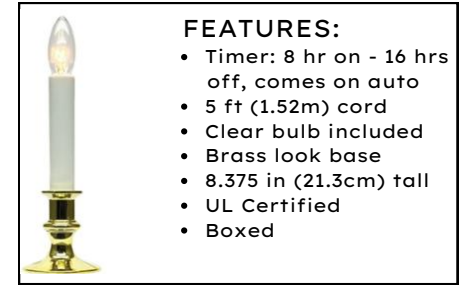 FEATURES:
• Timer: 8 hr on - 16 hrs
off, comes on auto
• 5 ft (1.52m) cord
• Clear bulb included
• Brass look base
• 8.375 in (21.3cm) tall
• UL Certified
• Boxed